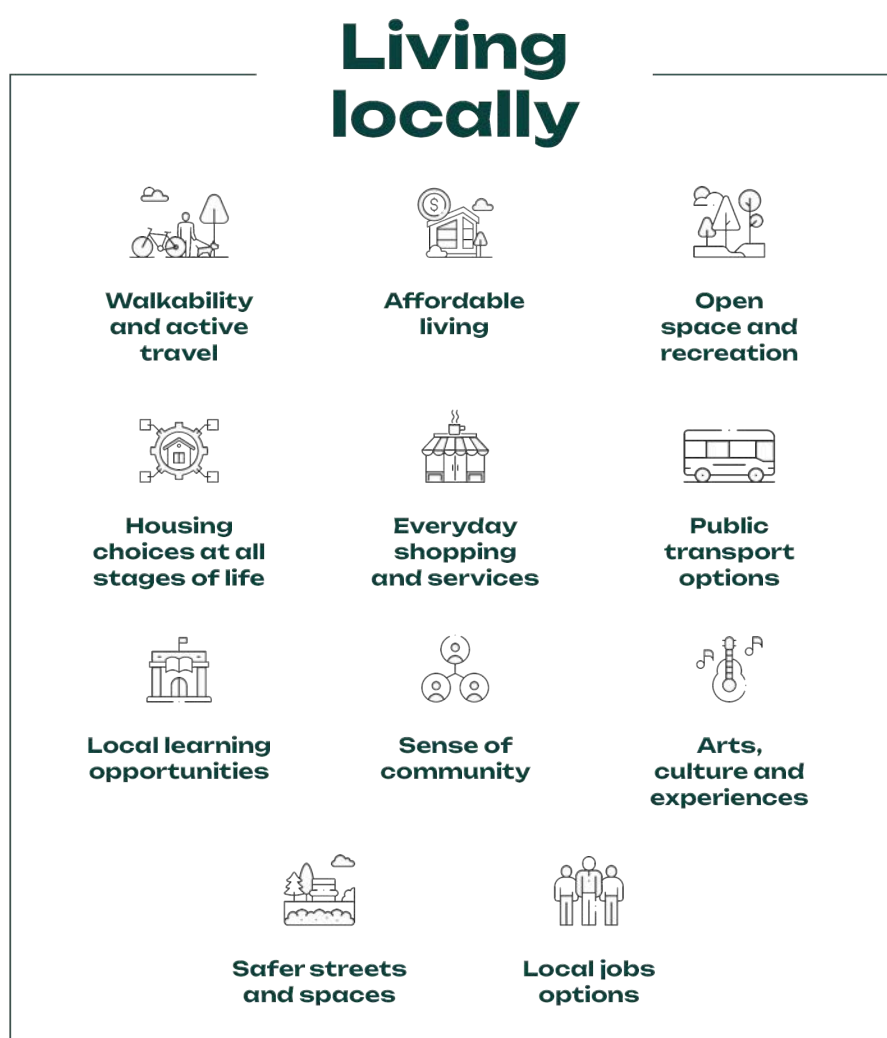 Living
locally
Walkability
and active
travel
Affordable
living
Open
space and
recreation
Housing
choices at all
stages of life
Everyday
shopping
and services
Public
transport
options
Local learning
opportunities
Sense of
community
Arts,
culture and
experiences
Safer streets
and spaces
Local jobs
options